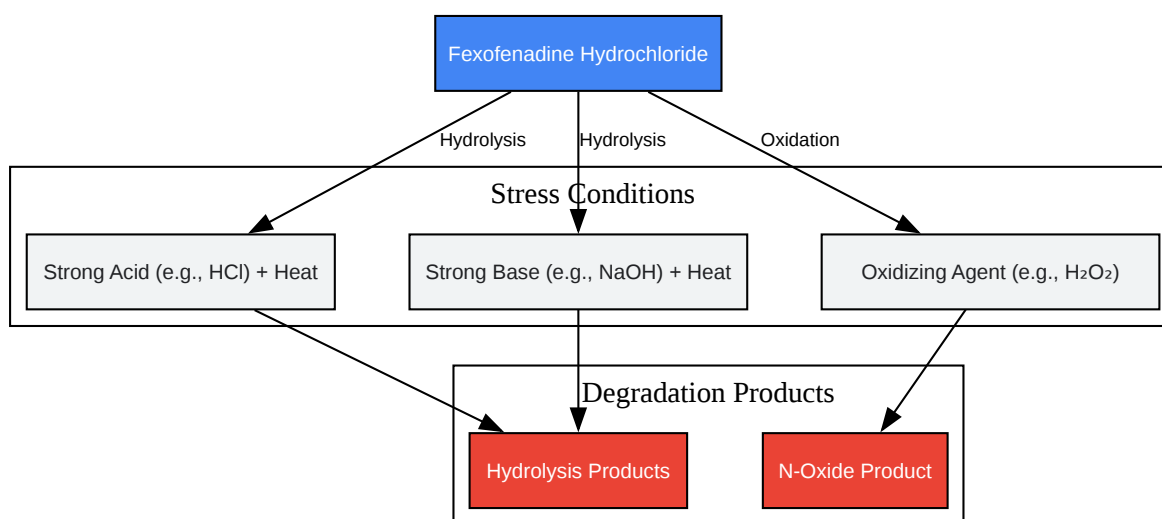 Fexofenadine Hydrochloride
Hydrolysis
Hydrolysis
Oxidation
Stress Conditions
Strong Acid (e.g., HCl) + Heat
Strong Base (e.g., NaOH) + Heat
Oxidizing Agent (e.g., H₂O₂)
Degradation Products
Hydrolysis Products
N-Oxide Product